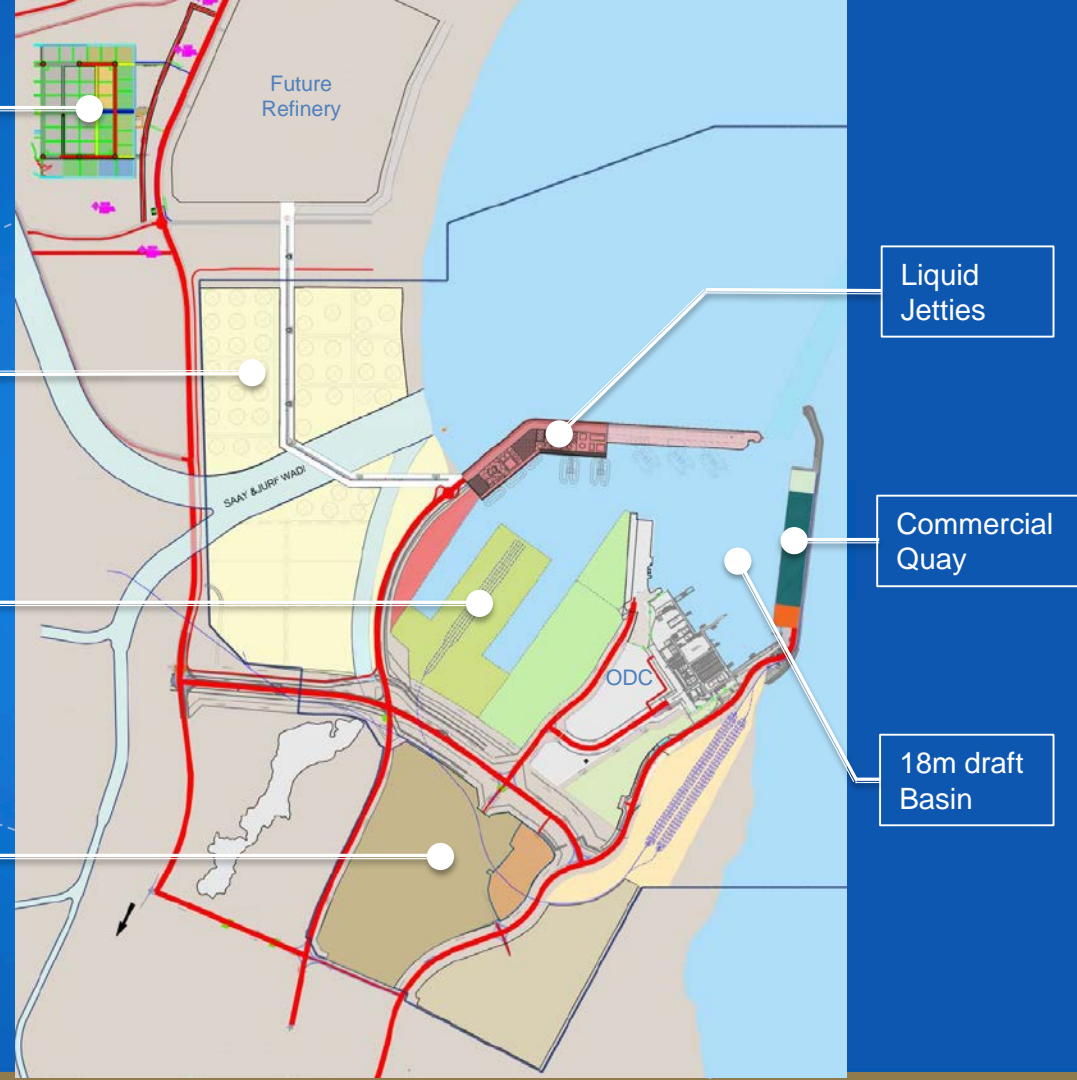 Future
Refinery
Liquid
Jetties
SAAY &JURF WADI
Commercial
Quay
ODC
18m draft
Basin